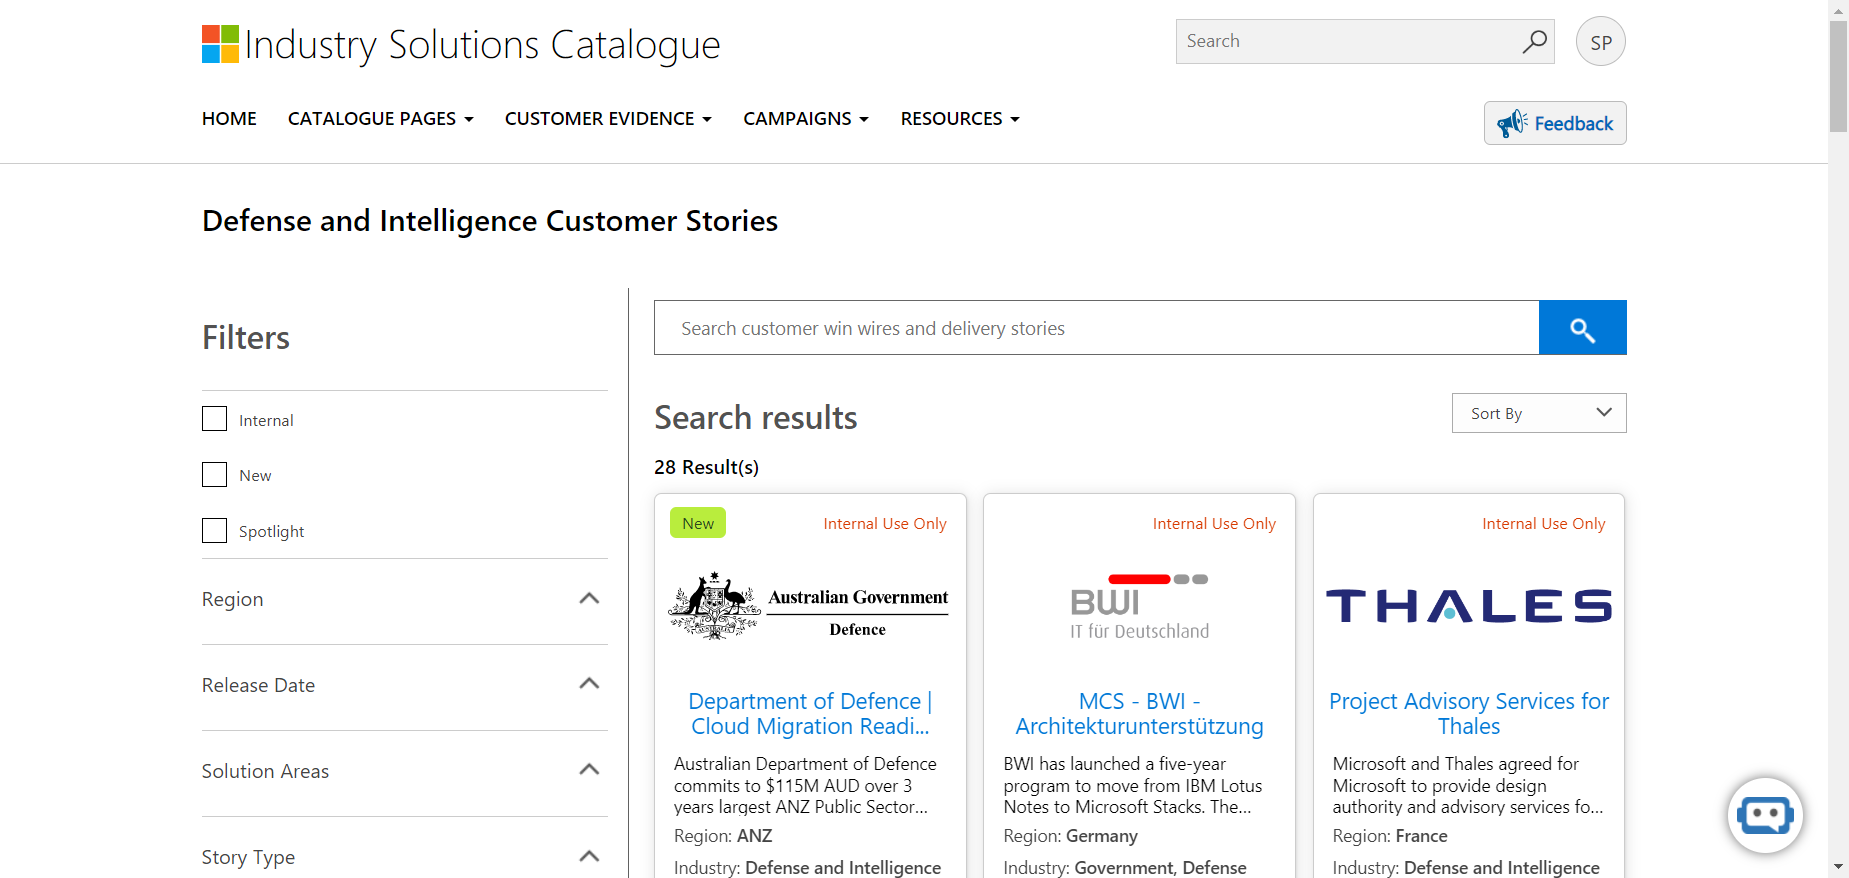 Industry Solutions Catalogue
Search
SP
HOME
CATALOGUE PAGES
CUSTOMER EVIDENCE
CAMPAIGNS
RESOURCES
Feedback
Defense and Intelligence Customer Stories
Filters
Internal
New
Spotlight
Region
Release Date
Solution Areas
Story Type
Search customer win wires and delivery stories
Search results
Sort By
28 Result(s)
New
Internal Use Only
Australian Government
Defence
AUSTRALIA
Department of Defence |
Cloud Migration Readi...
Australian Department of Defence
commits to $115M AUD over 3
years largest ANZ Public Sector...
Region: ANZ
Industry: Defense and Intelligence
Internal Use Only
BWI
IT für Deutschland
MCS - BWI -
Architekturunterstützung
BWI has launched a five-year
program to move from IBM Lotus
Notes to Microsoft Stacks. The...
Region: Germany
Industry: Government, Defense
Internal Use Only
THALES
Project Advisory Services for
Thales
Microsoft and Thales agreed for
Microsoft to provide design
authority and advisory services fo...
Region: France
Industry: Defense and Intelligence